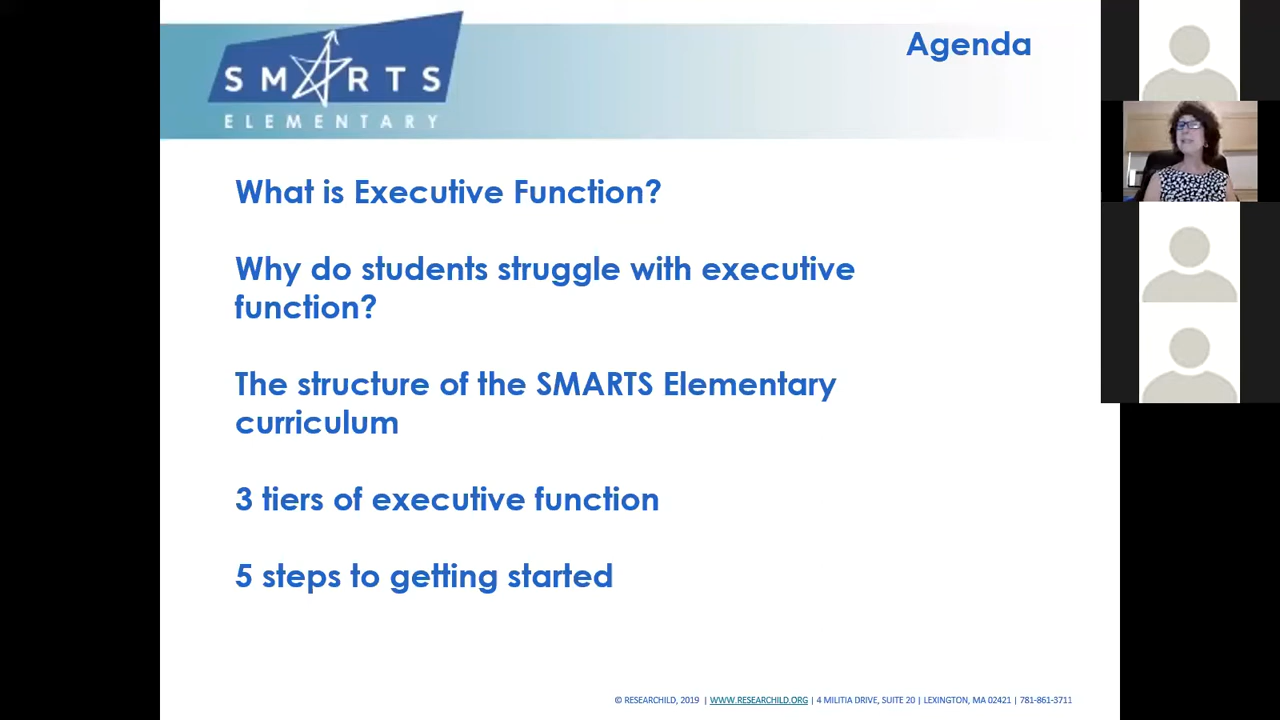 Agenda
SMARTS
ELEMENTARY
What is Executive Function?
Why do students struggle with executive
function?
The structure of the SMARTS Elementary
curriculum
3 tiers of executive function
5 steps to getting started
© RESEARCHILD, 2019 | WWW.RESEARCHILD.ORG | 4 MILITIA DRIVE, SUITE 20 | LEXINGTON, MA 02421 | 781-861-3711